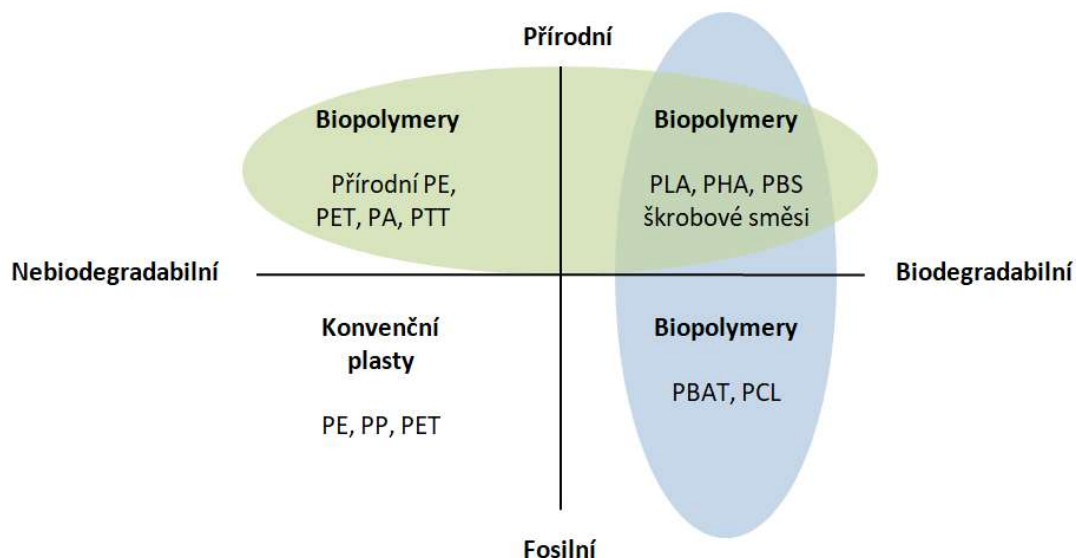 Přírodní
Biopolymery
Přírodní PE,
PET, PA, PTT
Biopolymery
PLA, PHA, PBS
škrobové směsi
Nebiodegradabilní
Biodegradabilní
Konvenční
plasty
PE, PP, PET
Biopolymery
PBAT, PCL
Fosilní